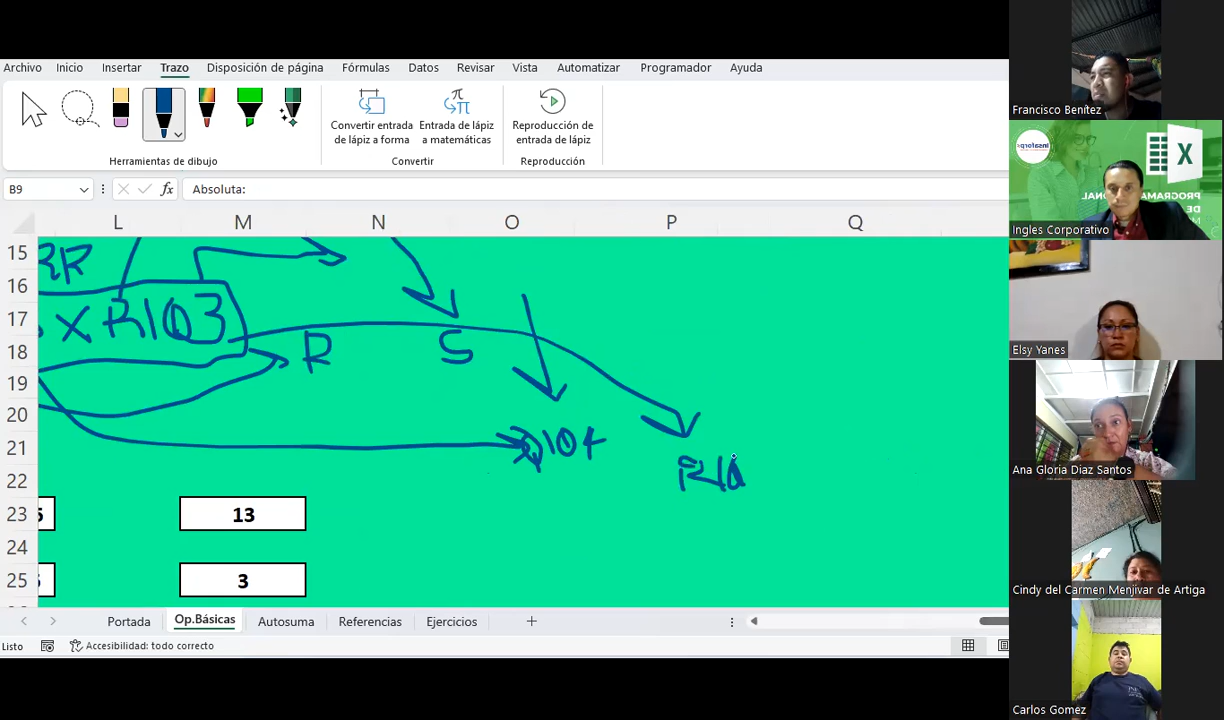 Archivo Inicio Insertar Trazo Disposición de página Fórmulas Datos Revisar Vista Automatizar Programador Ayuda
Convertir entrada de lápiz a forma
Entrada de lápiz a matemáticas
Reproducción de entrada de lápiz
Herramientas de dibujo
Convertir
Reproducción
B9
fx
Absoluta:
L M N O P Q
15
16
17
18
19
20
21
22
23
24
25
X R103
R
S
Q104
13
3
Portada Op.Básicas Autosuma Referencias Ejercicios
Listo
Accesibilidad: todo correcto
Francisco Benítez
insaforp
X
Ingles Corporativo
Elsy Yanes
Ana Gloria Diaz Santos
Cindy del Carmen Menjivar de Artiga
Carlos Gomez